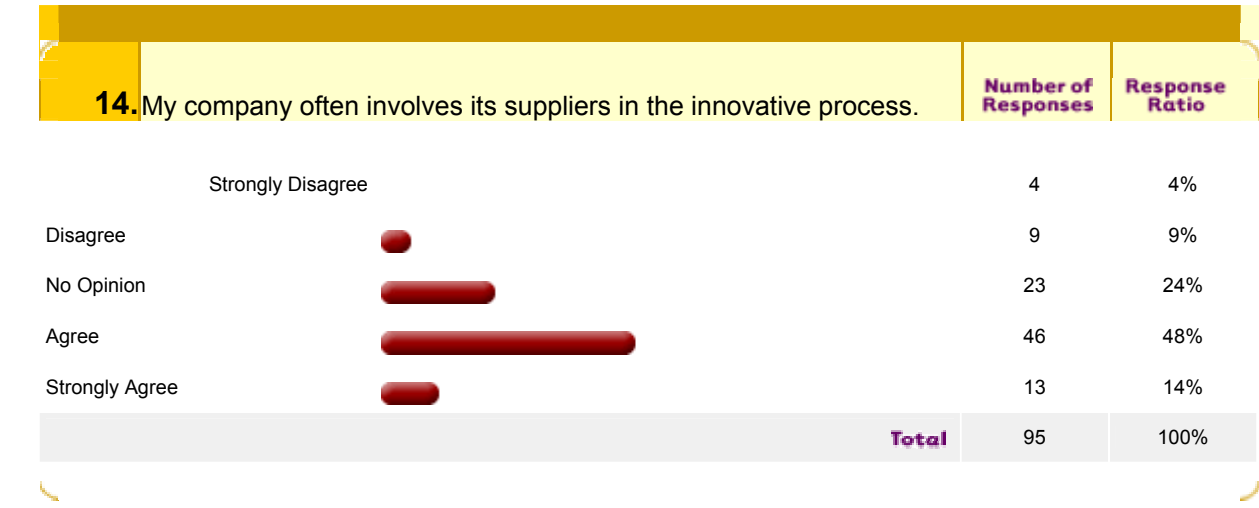 14. My company often involves its suppliers in the innovative process. Number of Responses Response Ratio
Strongly Disagree 4 4%
Disagree 9 9%
No Opinion 23 24%
Agree 46 48%
Strongly Agree 13 14%
Total 95 100%